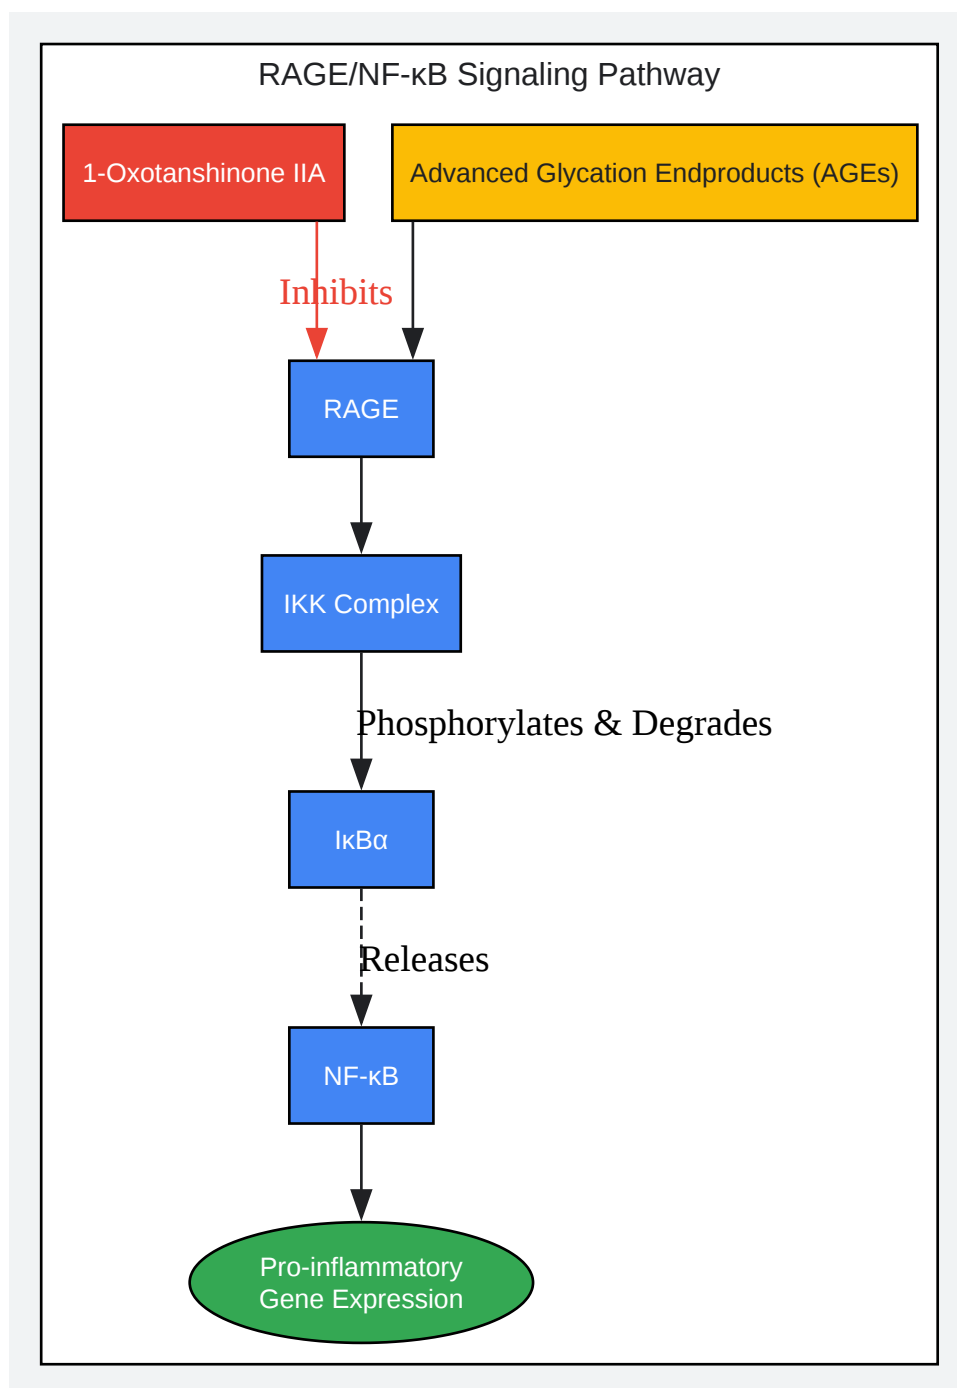 RAGE/NF-κB Signaling Pathway
1-Oxotanshinone IIA
Advanced Glycation Endproducts (AGEs)
Inhibits
RAGE
IKK Complex
Phosphorylates & Degrades
IκBα
Releases
NF-κB
Pro-inflammatory
Gene Expression